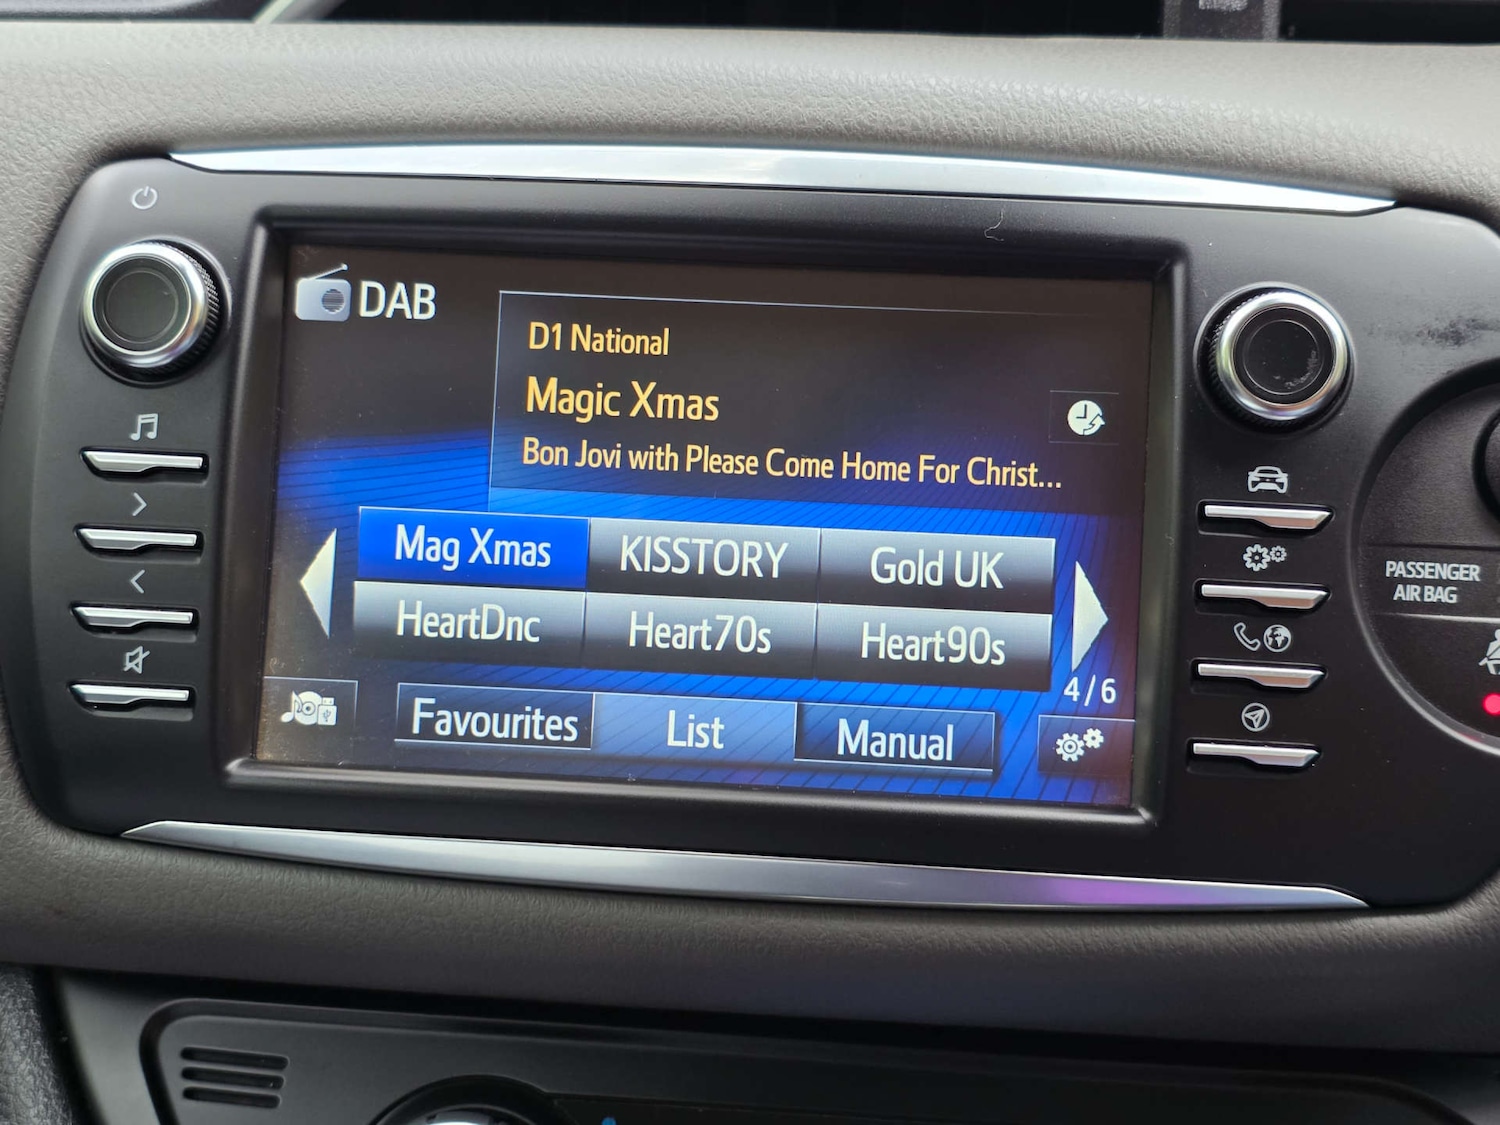 DAB
D1 National
Magic Xmas
Bon Jovi with Please Come Home For Christ...
Mag Xmas KISSTORY Gold UK
HeartDnc Heart70s Heart90s
4/6
Favourites List Manual
PASSENGER
AIR BAG